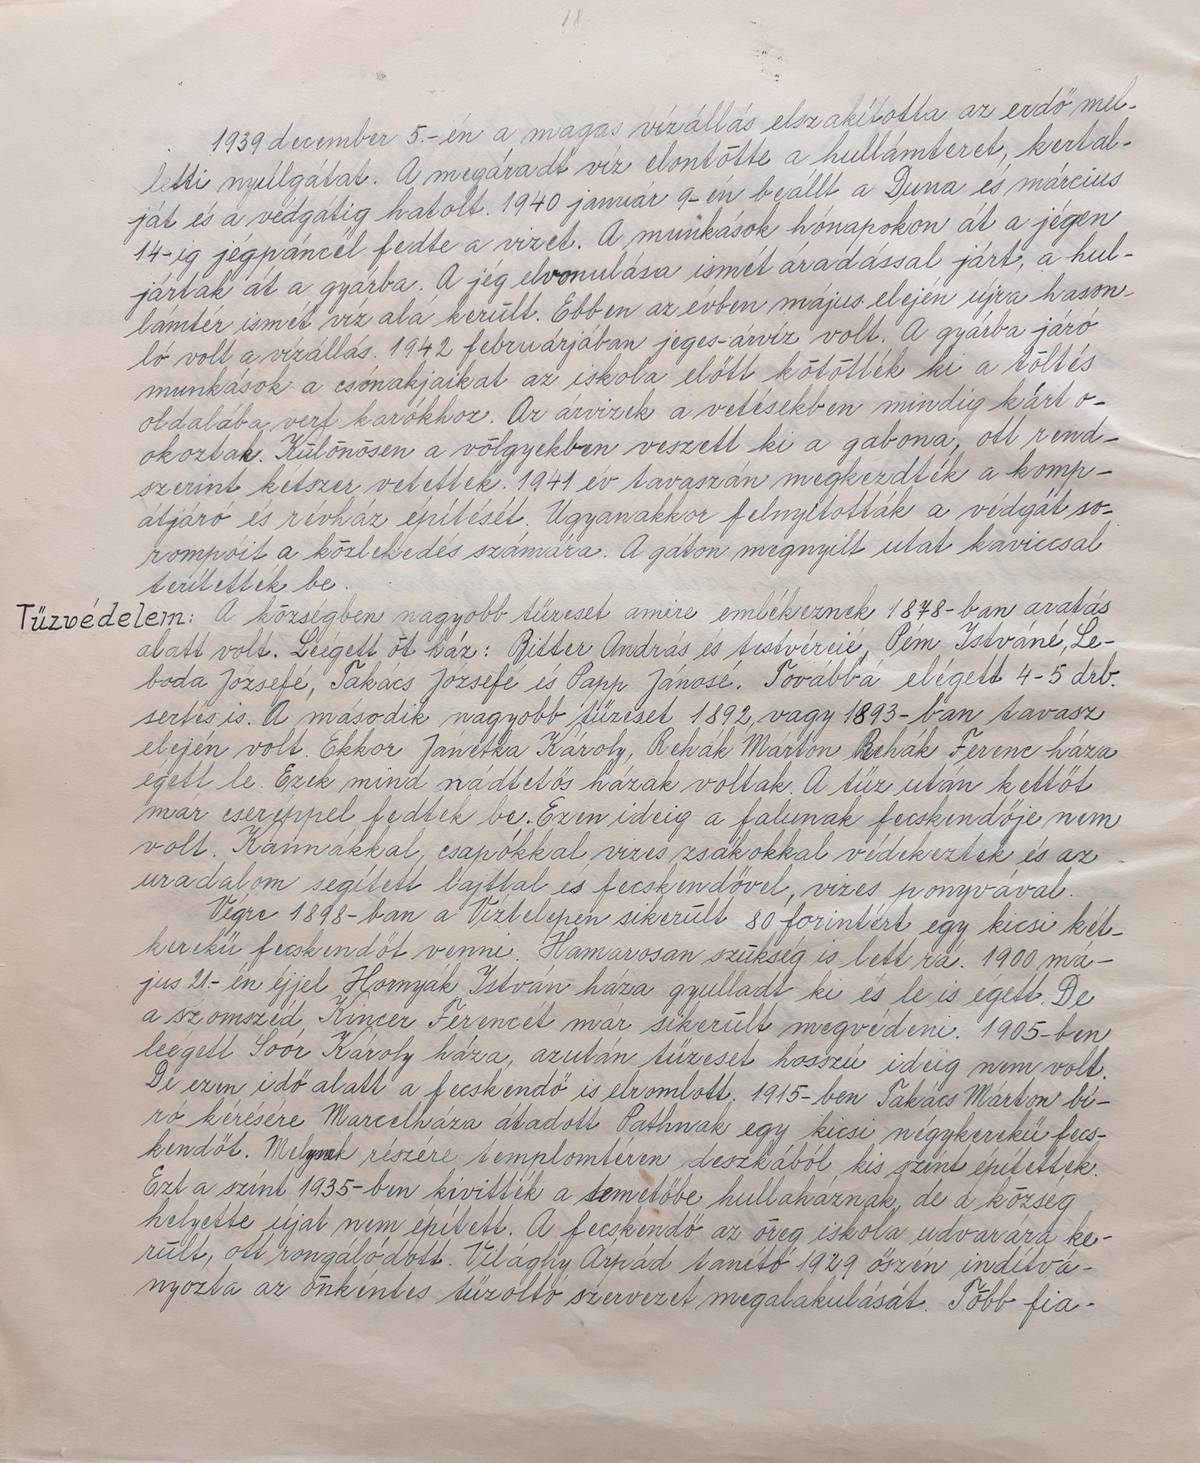 18
1939 december 5.-én a magas vízállás elszakította az erdő mel-
letti nyúlgátat. A megáradt víz elöntötte a hullámteret, kertal-
ját és a védgátig hatolt. 1940 január 9-én beállt a Duna és március
14-ig jégpáncél fedte a vizet. A munkások hónapokon át a jégen
jártak át a gyárba. A jég elvonulása ismét áradással járt, a hul-
lámtér ismét víz alá került. Ebben az évben május elején újra hason-
ló volt a vízállás. 1942 februárjában jeges-árvíz volt. A gyárba járó
munkások a csónakjaikat az iskola előtt kötötték ki a töltés
oldalába vert karókhoz. Az árvizek a vetésekben mindig kárt o-
okoztak. Különösen a völgyekben veszett ki a gabona, ott rend-
szerint kétszer vetettek. 1941 év tavaszán megkezdték a komp-
átjáró és révház építését. Ugyanakkor felnyitották a védgát so-
rompóit a közlekedés számára. A gáton megnyilt utat kaviccsal
terítették be.
Tűzvédelem: A községben nagyobb tűzeset amire emlékeznek 1878-ban aratás
alatt volt. Leégett öt ház: Ritter András és testvéreié, Pém Istváné, Le-
boda Józsefé, Takács Józsefe és Papp Jánosé. Továbbá elégett 4-5 drb.
sertés is. A második nagyobb tűzeset 1892, vagy 1893-ban tavasz
elején volt. Ekkor Janetka Károly, Rehák Márton Rehák Ferenc háza
égett le. Ezek mind nádtetős házak voltak. A tűz után kettőt
mar cseréppel fedtek be. Ezen ideig a falunak fecskendője nem
volt. Kannákkal, csapókkal vizes zsákokkal védekeztek és az
uradalom segített lajttal és fecskendővel, vizes ponyvával.
Végre 1898-ban a Víztelepen sikerült 80 forintért egy kicsi két-
kerekű fecskendőt venni. Hamarosan szükség is lett rá. 1900 má-
jus 21.-én éjjel Hornyák István háza gyulladt ki és le is égett. De
a szomszéd Kincer Ferencét mar sikerült megvédeni. 1905-ben
leégett Soór Károly háza, azután tűzeset hosszú ideig nem volt.
De ezen idő alatt a fecskendő is elromlott. 1915-ben Takács Márton bí-
ró kérésére Marcelháza átadott Pathnak egy kicsi négykerekű fecs-
kendőt. Melynek részére templomtéren deszkából kis színt építettek.
Ezt a színt 1935-ben kivitték a temetőbe hullaháznak, de a község
helyette újat nem épített. A fecskendő az öreg iskola udvarára ke-
rült, ott rongálódott. Világhy Arpád tanító 1929 őszén indítvá-
nyozta az önkéntes tűzoltó szervezet megalakulását. Több fia-